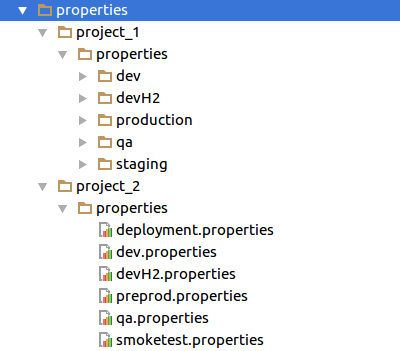 properties
project_1
properties
dev
devH2
production
qa
staging
project_2
properties
deployment.properties
dev.properties
devH2.properties
preprod.properties
qa.properties
smoketest.properties